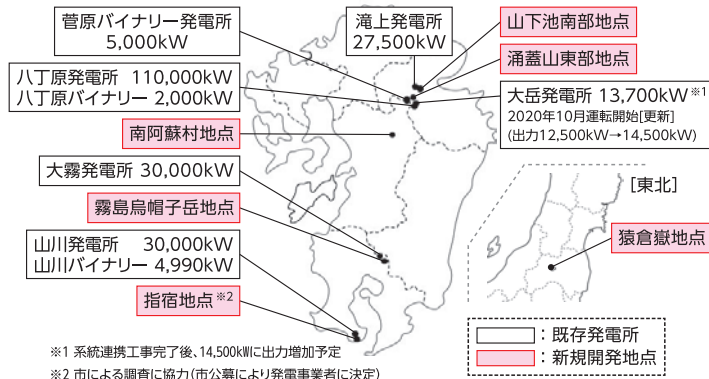 菅原バイナリー発電所
5,000kW
滝上発電所
27,500kW
山下池南部地点
涌蓋山東部地点
八丁原発電所 110,000kW
八丁原バイナリー 2,000kW
大岳発電所 13,700kW※1
2020年10月運転開始[更新]
(出力12,500kW→14,500kW)
南阿蘇村地点
大霧発電所 30,000kW
[東北]
霧島烏帽子岳地点
猿倉嶽地点
山川発電所 30,000kW
山川バイナリー 4,990kW
指宿地点※2
:既存発電所
:新規開発地点
※1 系統連携工事完了後、14,500kWに出力増加予定
※2 市による調査に協力(市公募により発電事業者に決定)